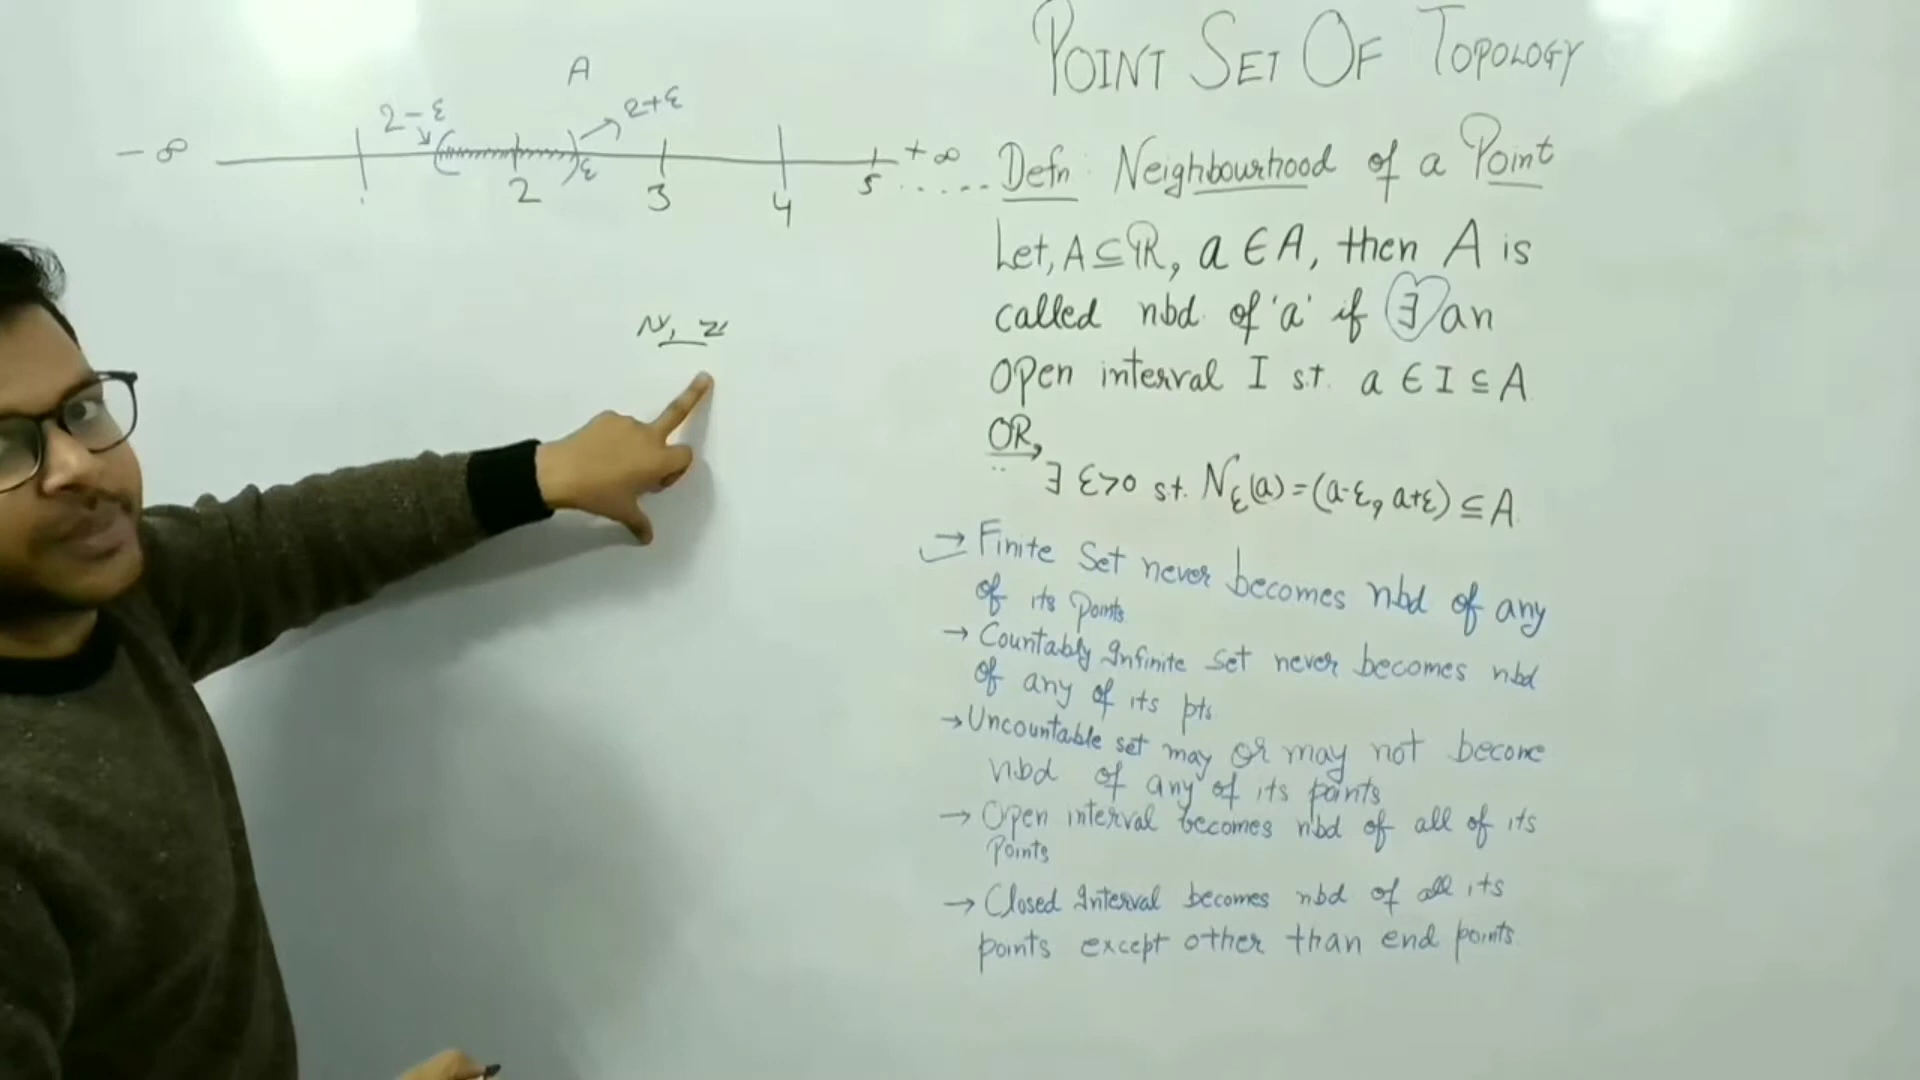 POINT SET OF TOPOLOGY
A
2-ε 2+ε
-∞ ( ) ε 2 3 4 5 ..... +∞
N, Z
Defn: Neighbourhood of a Point
Let, A ⊆ ℝ, a ∈ A, then A is
called nbd. of 'a' if ∃ an
open interval I s.t. a ∈ I ⊆ A
OR,
∃ ε>0 s.t. Nε(a) = (a-ε, a+ε) ⊆ A.
→ Finite Set never becomes nbd of any
of its points
→ Countably Infinite set never becomes nbd
of any of its pts
→ Uncountable set may or may not become
nbd of any of its points
→ Open interval becomes nbd of all of its
Points
→ Closed Interval becomes nbd of all its
points except other than end points.